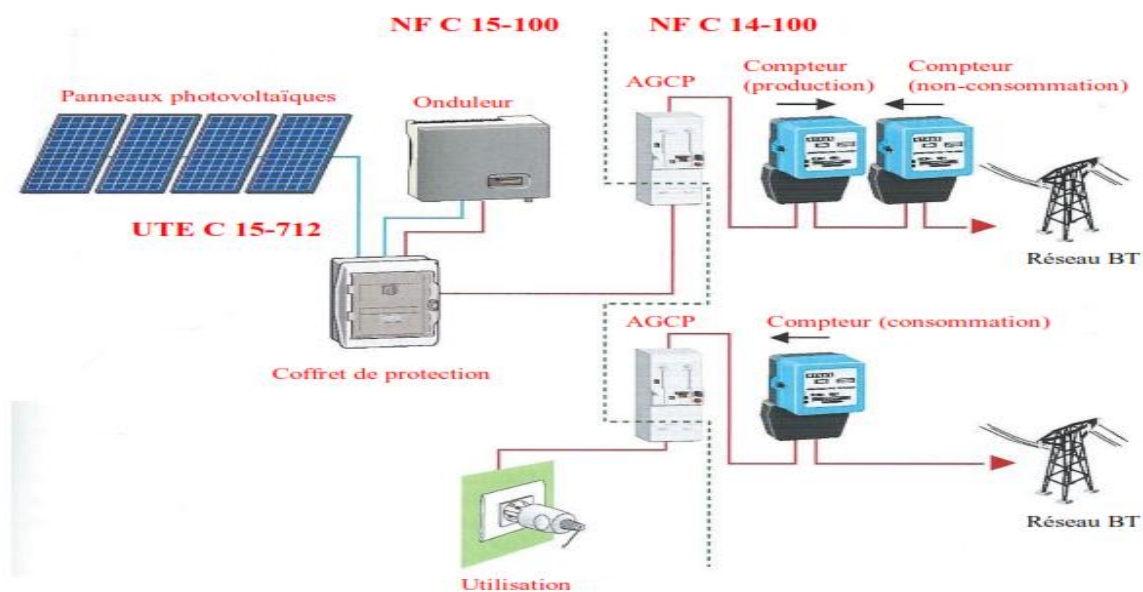 NF C 15-100
NF C 14-100
AGCP
Compteur
(production)
Compteur
(non-consommation)
Panneaux photovoltaïques
Onduleur
UTE C 15-712
Réseau BT
Coffret de protection
AGCP
Compteur (consommation)
Réseau BT
Utilisation